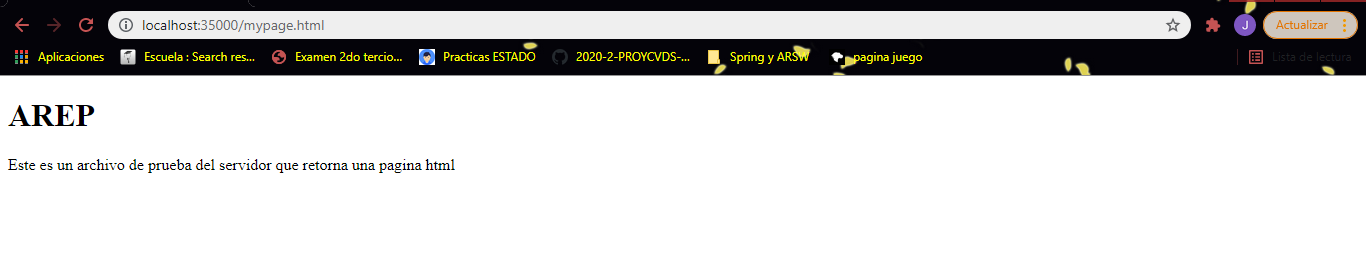 localhost:35000/mypage.html
J
Actualizar
Aplicaciones
Escuela : Search res...
Examen 2do tercio...
Practicas ESTADO
2020-2-PROYCVDS-...
Spring y ARSW
pagina juego
Lista de lectura
AREP
Este es un archivo de prueba del servidor que retorna una pagina html